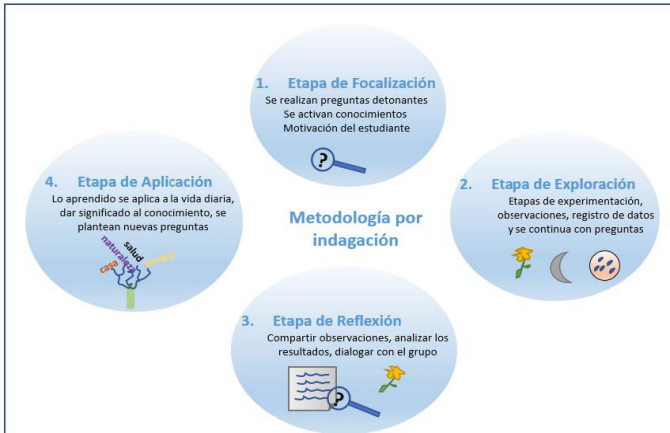 1. Etapa de Focalización
Se realizan preguntas detonantes
Se activan conocimientos
Motivación del estudiante
?
2. Etapa de Exploración
Etapas de experimentación,
observaciones, registro de datos
y se continua con preguntas
3. Etapa de Reflexión
Compartir observaciones, analizar los
resultados, dialogar con el grupo
?
4. Etapa de Aplicación
Lo aprendido se aplica a la vida diaria,
dar significado al conocimiento, se
plantean nuevas preguntas
casa
naturaleza
salud
Metodología por
indagación